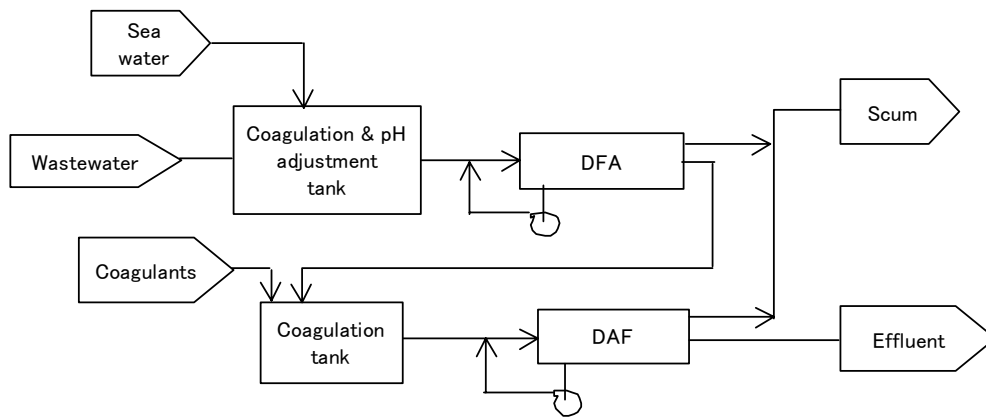 Sea
water
Wastewater
Coagulation & pH
adjustment
tank
DFA
Scum
Coagulants
Coagulation
tank
DAF
Effluent